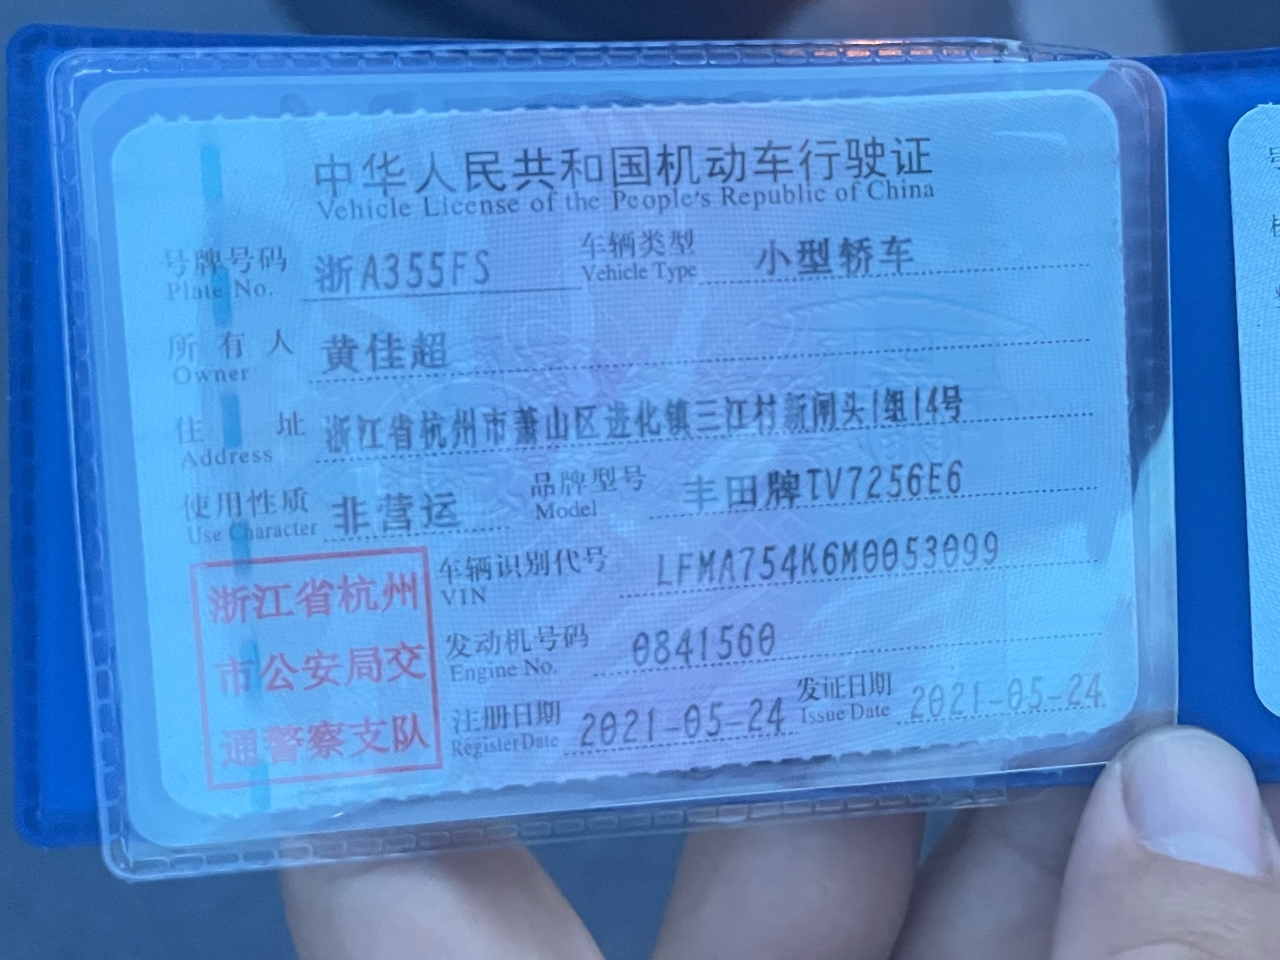 中华人民共和国机动车行驶证
Vehicle License of the People's Republic of China
号牌号码 浙A355FS 车辆类型 小型轿车
Plate No. Vehicle Type
所有人 黄佳超
Owner
住址 浙江省杭州市萧山区进化镇三江村新闸头1组14号
Address
使用性质 非营运 品牌型号 丰田牌TV7256E6
Use Character Model
浙江省杭州
市公安局交
通警察支队
车辆识别代号 LFMA754K6M0053099
VIN
发动机号码 0841560
Engine No.
注册日期 2021-05-24 发证日期 2021-05-24
Register Date Issue Date
号